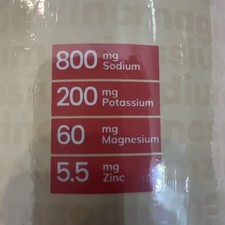 800 mg
Sodium
200 mg
Potassium
60 mg
Magnesium
5.5 mg
Zinc